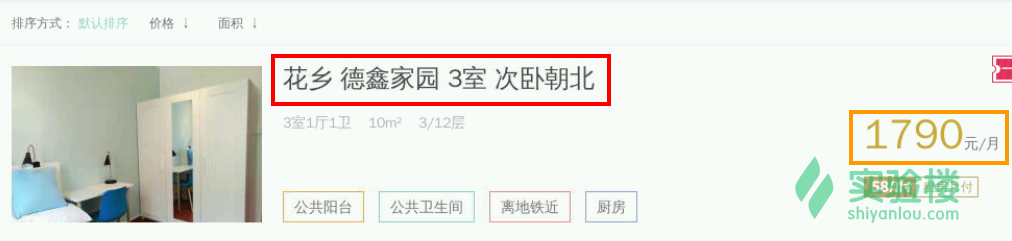 排序方式： 默认排序 价格 ↓ 面积 ↓
花乡 德鑫家园 3室 次卧朝北
3室1厅1卫 10m² 3/12层
1790元/月
公共阳台 公共卫生间 离地铁近 厨房
实验楼
shiyanlou.com